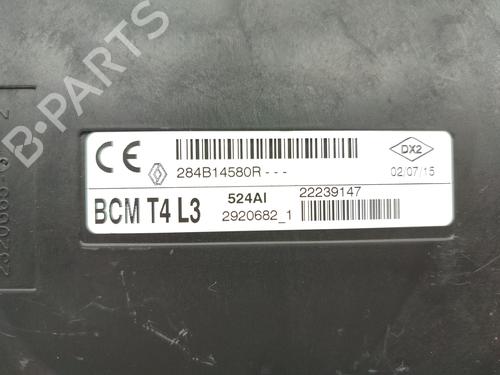 B-PARTS
CE
284B14580R - - -
DX2
02/07/15
BCM T4 L3
524AI
22239147
2920682_1